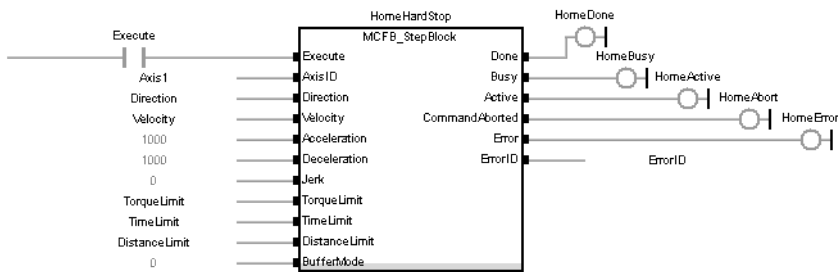 HomeHardStop
HomeDone
Execute
MCFB_StepBlock
Execute
Done
HomeBusy
Axis1
AxisID
Busy
HomeActive
Direction
Direction
Active
HomeAbort
Velocity
Velocity
CommandAborted
HomeError
1000
Acceleration
Error
1000
Deceleration
ErrorID
ErrorID
0
Jerk
TorqueLimit
TorqueLimit
TimeLimit
TimeLimit
DistanceLimit
DistanceLimit
0
BufferMode